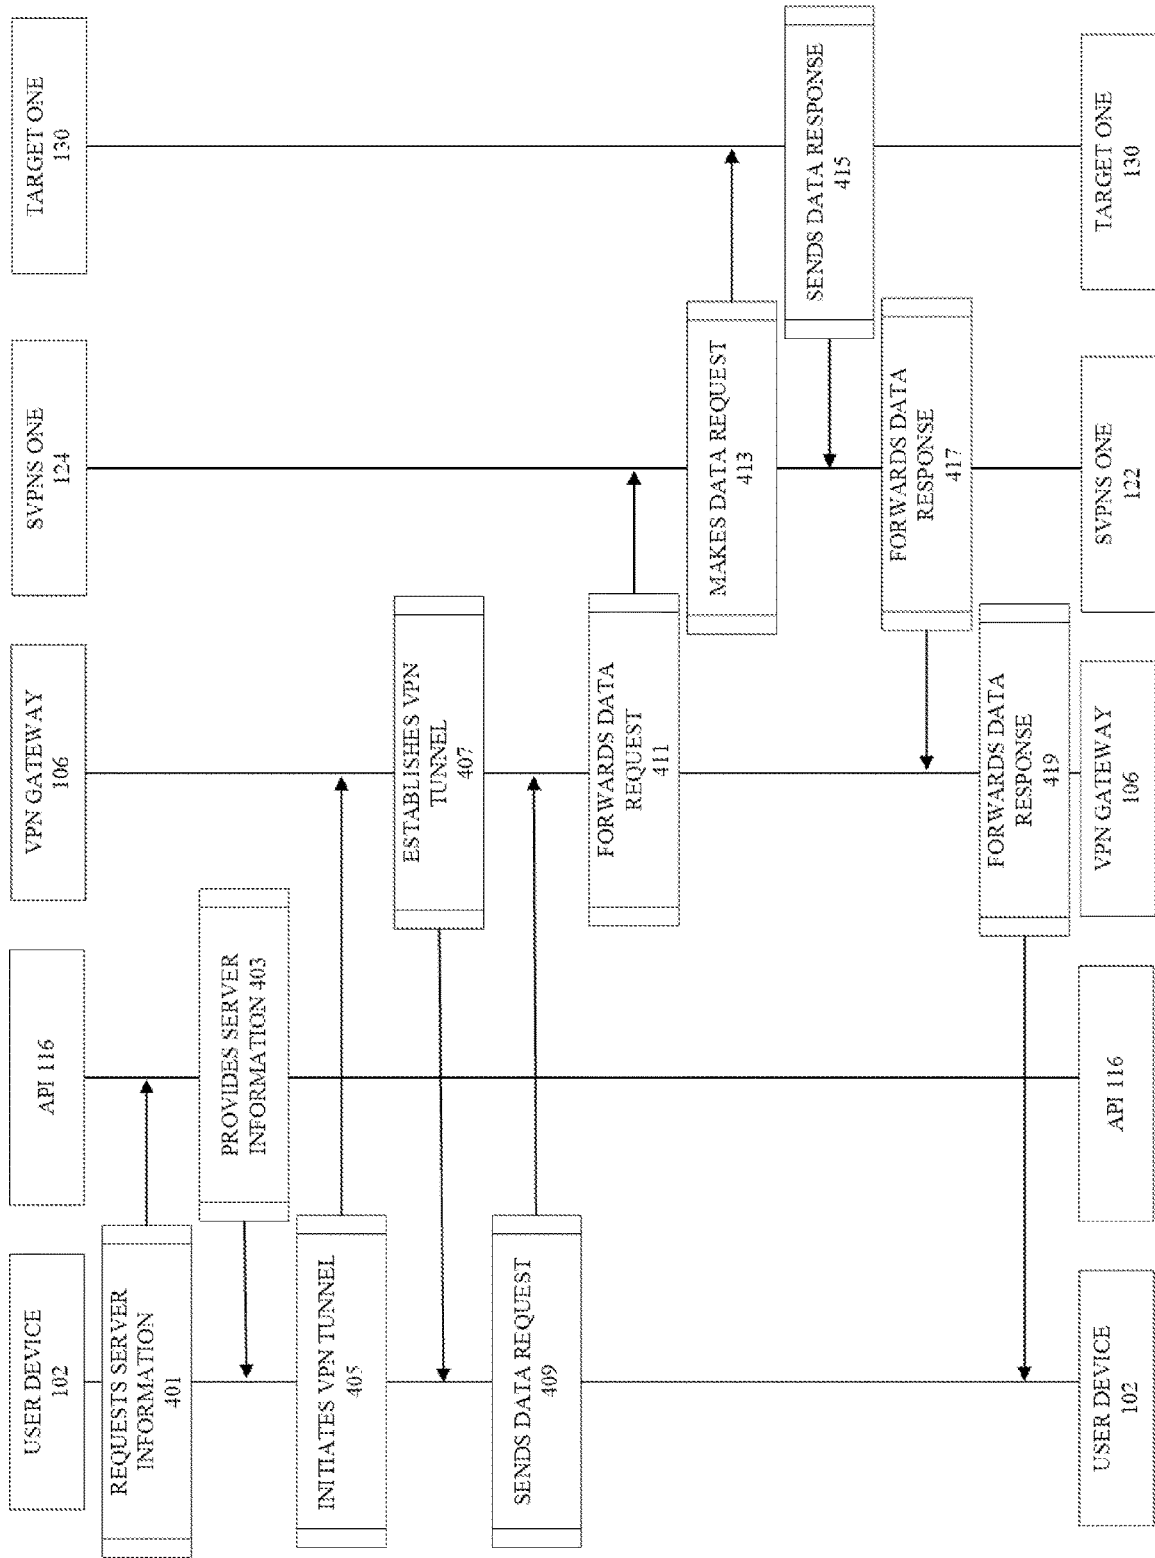 USER DEVICE
102
API 116
VPN GATEWAY
106
SVPNS ONE
124
TARGET ONE
130
REQUESTS SERVER
INFORMATION
401
PROVIDES SERVER
INFORMATION 403
INITIATES VPN TUNNEL
405
ESTABLISHES VPN
TUNNEL
407
SENDS DATA REQUEST
409
FORWARDS DATA
REQUEST
411
MAKES DATA REQUEST
413
SENDS DATA RESPONSE
415
FORWARDS DATA
RESPONSE
417
FORWARDS DATA
RESPONSE
419
USER DEVICE
102
API 116
VPN GATEWAY
106
SVPNS ONE
122
TARGET ONE
130